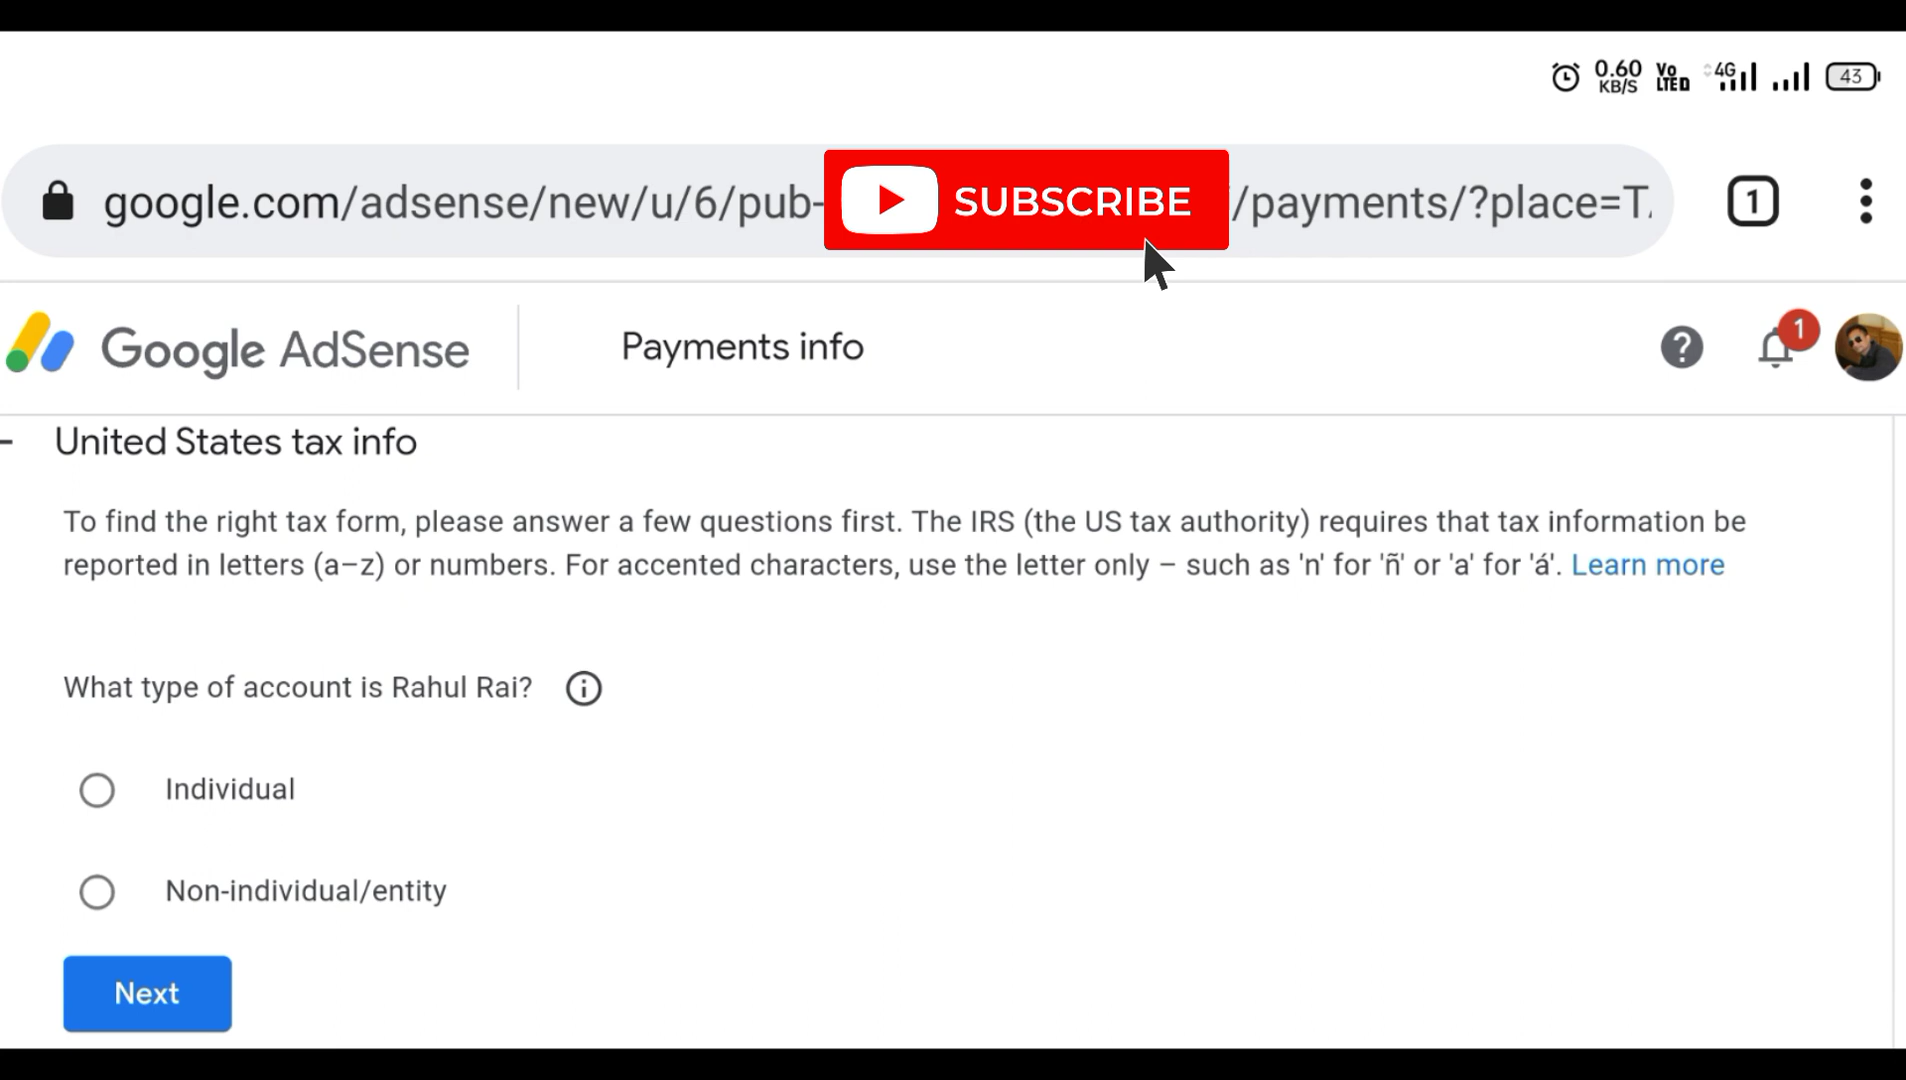 0.60 KB/S Vo LTE 4G 43
google.com/adsense/new/u/6/pub- SUBSCRIBE /payments/?place=T
1
Google AdSense Payments info ? 1
United States tax info
To find the right tax form, please answer a few questions first. The IRS (the US tax authority) requires that tax information be
reported in letters (a–z) or numbers. For accented characters, use the letter only – such as 'n' for 'ñ' or 'a' for 'á'. Learn more
What type of account is Rahul Rai?
Individual
Non-individual/entity
Next